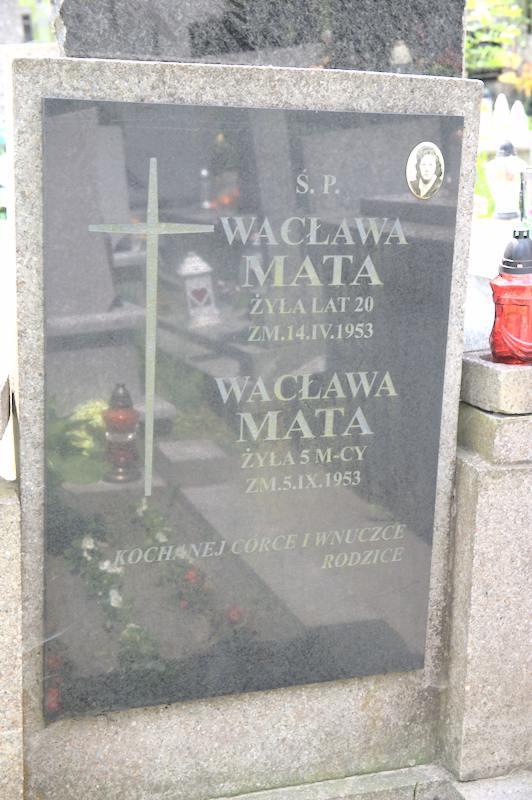 Ś. P.
WACŁAWA
MATA
ŻYŁA LAT 20
ZM.14.IV.1953
WACŁAWA
MATA
ŻYŁA 5 M-CY
ZM.5.IX.1953
KOCHANEJ CÓRCE I WNUCZCE
RODZICE